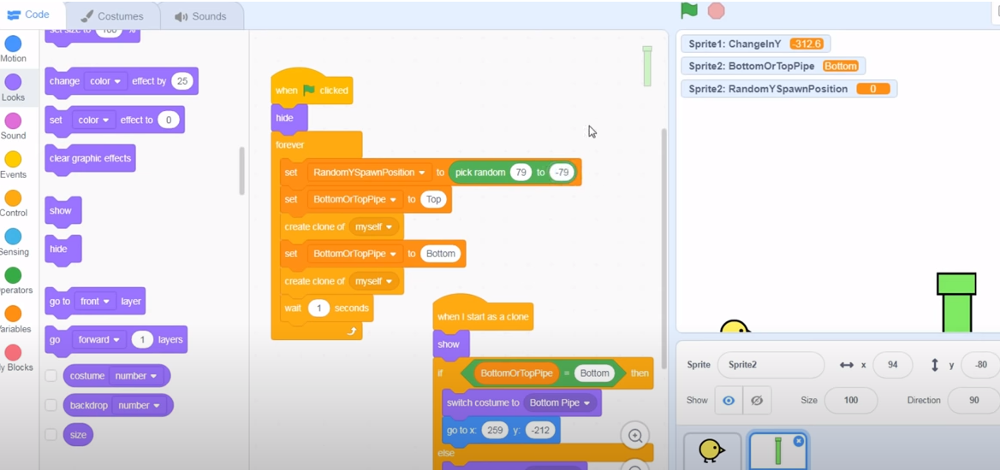 Code
Costumes
Sounds
Motion
Looks
Sound
Events
Control
Sensing
perators
ariables
ly Blocks
set size to 100 %
change color effect by 25
set color effect to 0
clear graphic effects
show
hide
go to front layer
go forward 1 layers
costume number
backdrop number
size
when clicked
hide
forever
set RandomYSpawnPosition to pick random 79 to -79
set BottomOrTopPipe to Top
create clone of myself
set BottomOrTopPipe to Bottom
create clone of myself
wait 1 seconds
when I start as a clone
show
if BottomOrTopPipe = Bottom then
switch costume to Bottom Pipe
go to x: 259 y: -212
else
Sprite1: ChangeInY -312.6
Sprite2: BottomOrTopPipe Bottom
Sprite2: RandomYSpawnPosition 0
Sprite Sprite2 x 94 y -80
Show Size 100 Direction 90